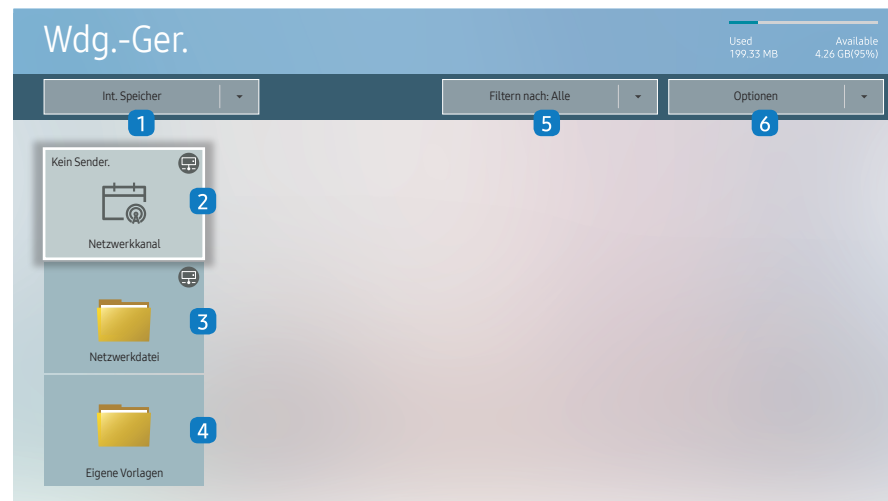 Wdg.-Ger.
Used Available
199.33 MB 4.26 GB(95%)
Int. Speicher
Filtern nach: Alle
Optionen
1
5
6
Kein Sender.
2
Netzwerkkanal
3
Netzwerkdatei
4
Eigene Vorlagen